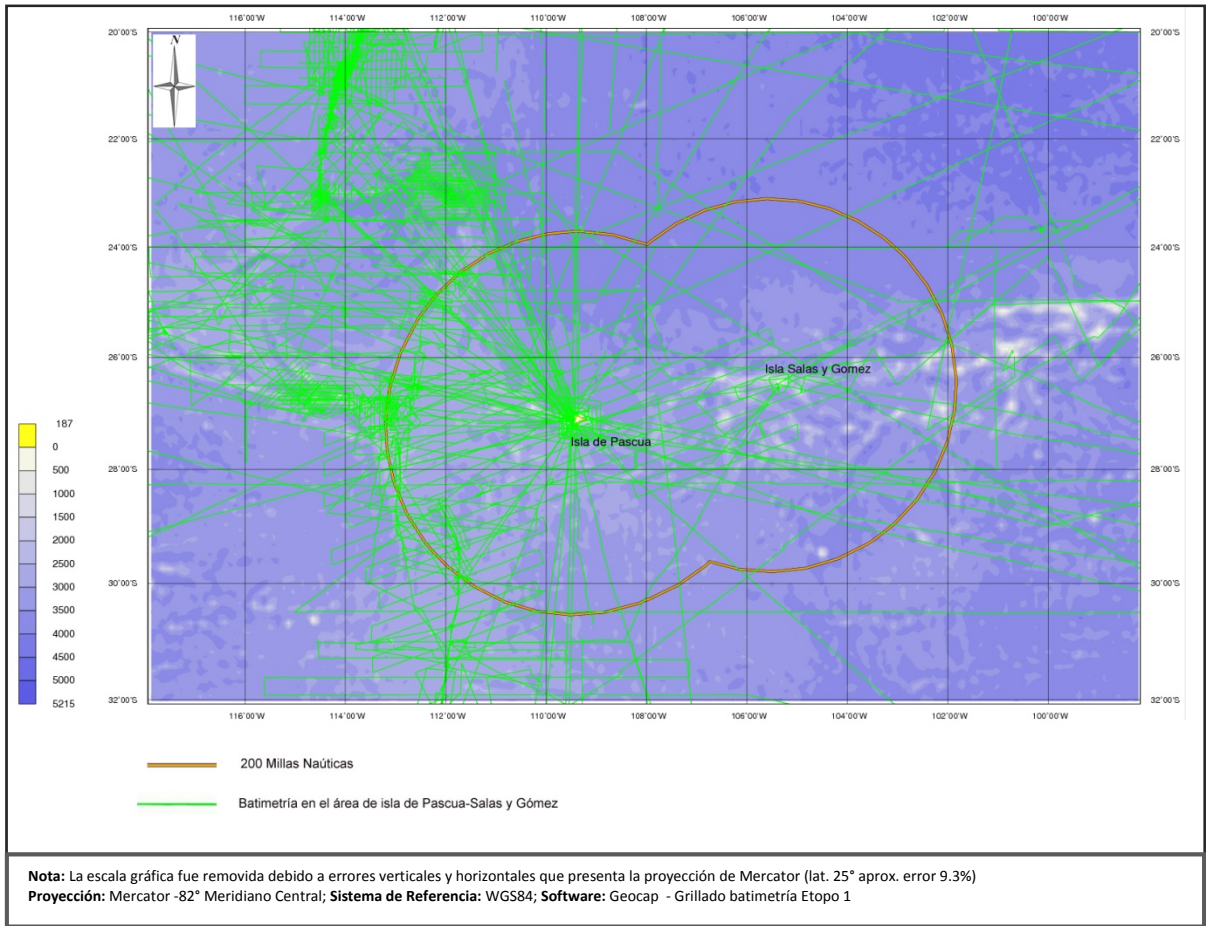 116°00'W 114°00'W 112°00'W 110°00'W 108°00'W 106°00'W 104°00'W 102°00'W 100°00'W
N
20°00'S 20°00'S
22°00'S 22°00'S
24°00'S 24°00'S
26°00'S 26°00'S
Isla Salas y Gomez
Isla de Pascua
28°00'S 28°00'S
30°00'S 30°00'S
32°00'S 32°00'S
116°00'W 114°00'W 112°00'W 110°00'W 108°00'W 106°00'W 104°00'W 102°00'W 100°00'W
187
0
500
1000
1500
2000
2500
3000
3500
4000
4500
5000
5215
200 Millas Naúticas
Batimetría en el área de isla de Pascua-Salas y Gómez
Nota: La escala gráfica fue removida debido a errores verticales y horizontales que presenta la proyección de Mercator (lat. 25° aprox. error 9.3%)
Proyección: Mercator -82° Meridiano Central; Sistema de Referencia: WGS84; Software: Geocap - Grillado batimetría Etopo 1